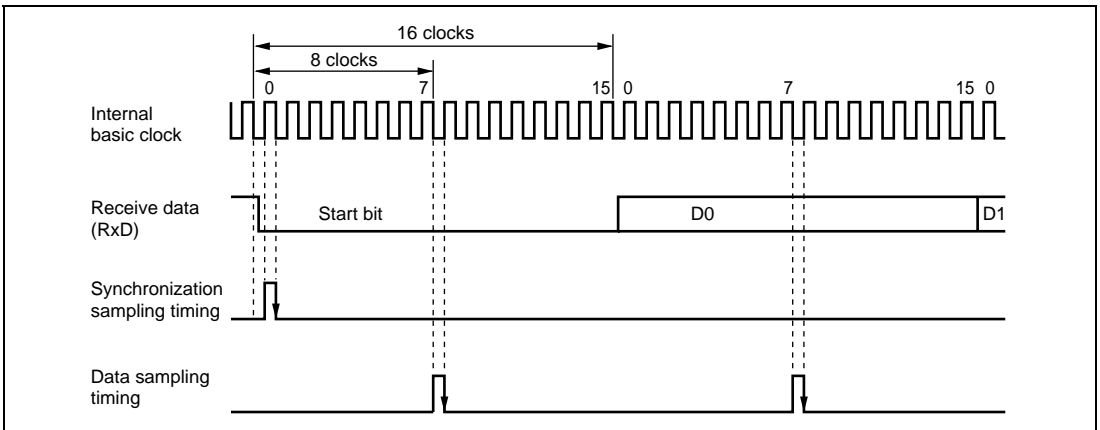 16 clocks
8 clocks
0 7 15 0 7 15 0
Internal
basic clock
Receive data
(RxD)
Start bit D0 D1
Synchronization
sampling timing
Data sampling
timing